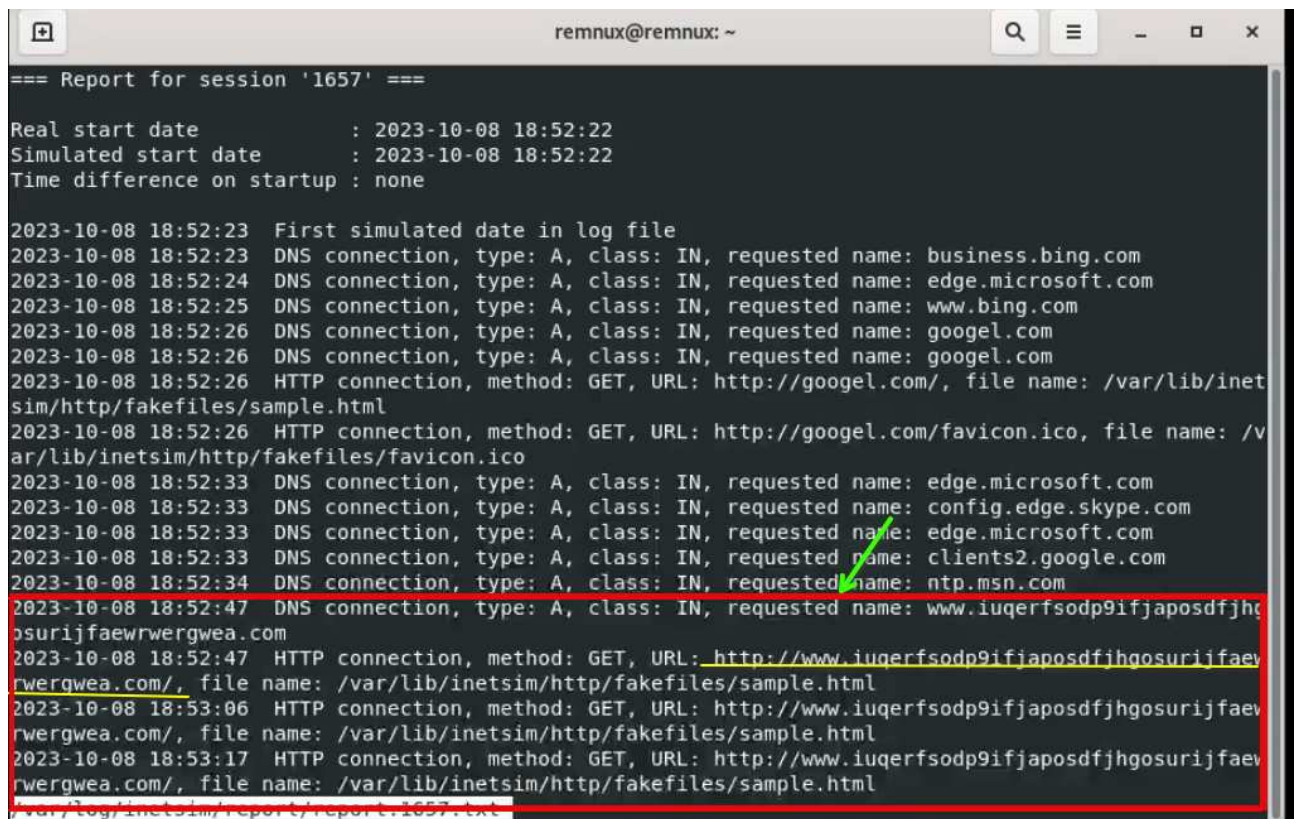 remnux@remnux: ~
=== Report for session '1657' ===
Real start date : 2023-10-08 18:52:22
Simulated start date : 2023-10-08 18:52:22
Time difference on startup : none
2023-10-08 18:52:23 First simulated date in log file
2023-10-08 18:52:23 DNS connection, type: A, class: IN, requested name: business.bing.com
2023-10-08 18:52:24 DNS connection, type: A, class: IN, requested name: edge.microsoft.com
2023-10-08 18:52:25 DNS connection, type: A, class: IN, requested name: www.bing.com
2023-10-08 18:52:26 DNS connection, type: A, class: IN, requested name: googel.com
2023-10-08 18:52:26 DNS connection, type: A, class: IN, requested name: googel.com
2023-10-08 18:52:26 HTTP connection, method: GET, URL: http://googel.com/, file name: /var/lib/inet
sim/http/fakefiles/sample.html
2023-10-08 18:52:26 HTTP connection, method: GET, URL: http://googel.com/favicon.ico, file name: /v
ar/lib/inetsim/http/fakefiles/favicon.ico
2023-10-08 18:52:33 DNS connection, type: A, class: IN, requested name: edge.microsoft.com
2023-10-08 18:52:33 DNS connection, type: A, class: IN, requested name: config.edge.skype.com
2023-10-08 18:52:33 DNS connection, type: A, class: IN, requested name: edge.microsoft.com
2023-10-08 18:52:33 DNS connection, type: A, class: IN, requested name: clients2.google.com
2023-10-08 18:52:34 DNS connection, type: A, class: IN, requested name: ntp.msn.com
2023-10-08 18:52:47 DNS connection, type: A, class: IN, requested name: www.iuqerfsodp9ifjaposdfjhg
osurijfaewrwergwea.com
2023-10-08 18:52:47 HTTP connection, method: GET, URL: http://www.iuqerfsodp9ifjaposdfjhgosurijfaew
rwergwea.com/, file name: /var/lib/inetsim/http/fakefiles/sample.html
2023-10-08 18:53:06 HTTP connection, method: GET, URL: http://www.iuqerfsodp9ifjaposdfjhgosurijfaew
rwergwea.com/, file name: /var/lib/inetsim/http/fakefiles/sample.html
2023-10-08 18:53:17 HTTP connection, method: GET, URL: http://www.iuqerfsodp9ifjaposdfjhgosurijfaew
rwergwea.com/, file name: /var/lib/inetsim/http/fakefiles/sample.html
/var/log/inetsim/report/report.1657.txt